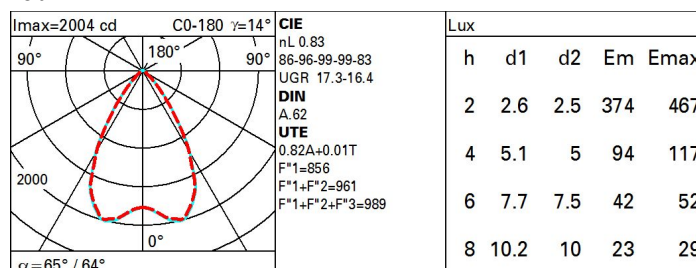 Imax=2004 cd C0-180 γ=14°
90° 180° 90°
2000
0°
α=65° / 64°
CIE
nL 0.83
86-96-99-99-83
UGR 17.3-16.4
DIN
A.62
UTE
0.82A+0.01T
F"1=856
F"1+F"2=961
F"1+F"2+F"3=989
Lux
h d1 d2 Em Emax
2 2.6 2.5 374 467
4 5.1 5 94 117
6 7.7 7.5 42 52
8 10.2 10 23 29